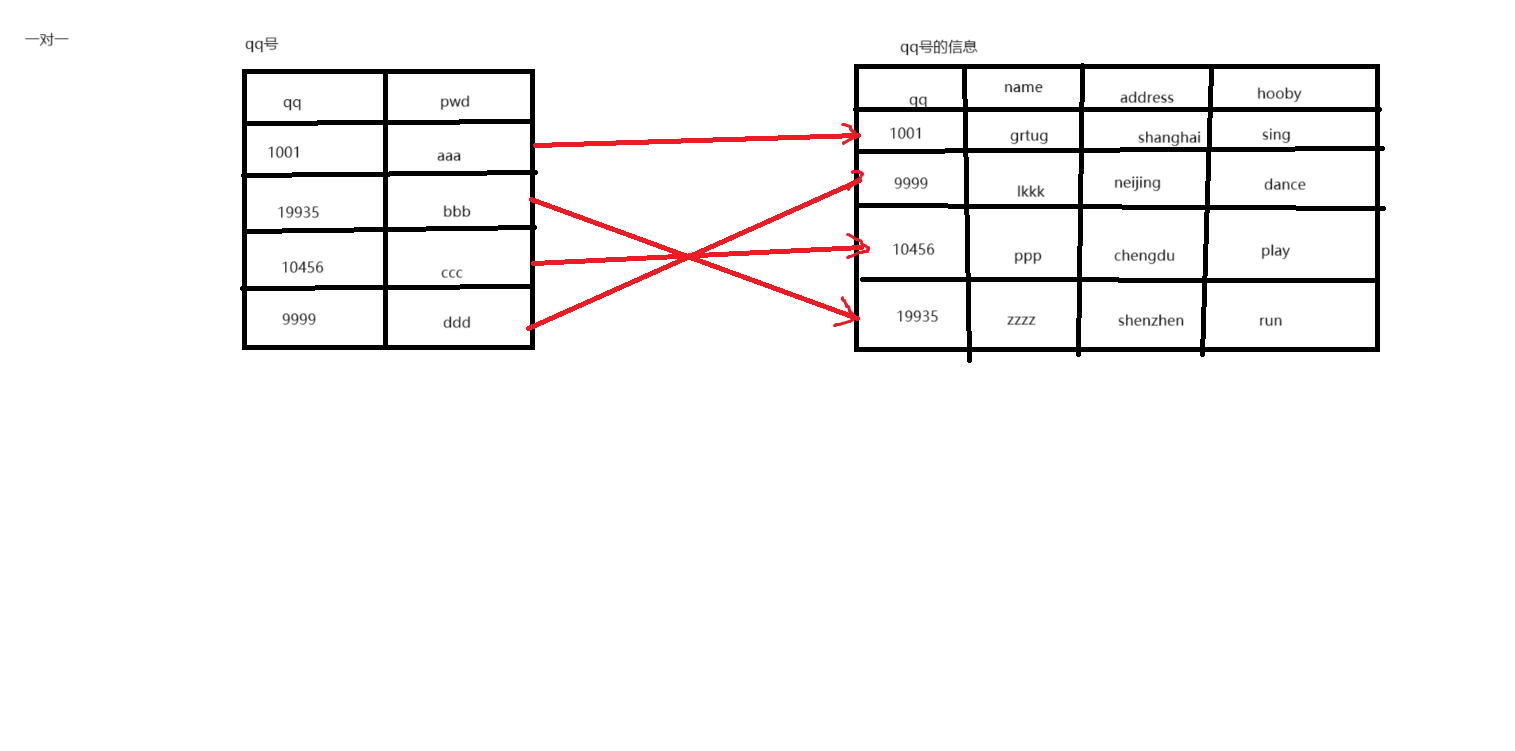 一对一
qq号
qq pwd
1001 aaa
19935 bbb
10456 ccc
9999 ddd
qq号的信息
qq name address hooby
1001 grtug shanghai sing
9999 lkkk neijing dance
10456 ppp chengdu play
19935 zzzz shenzhen run